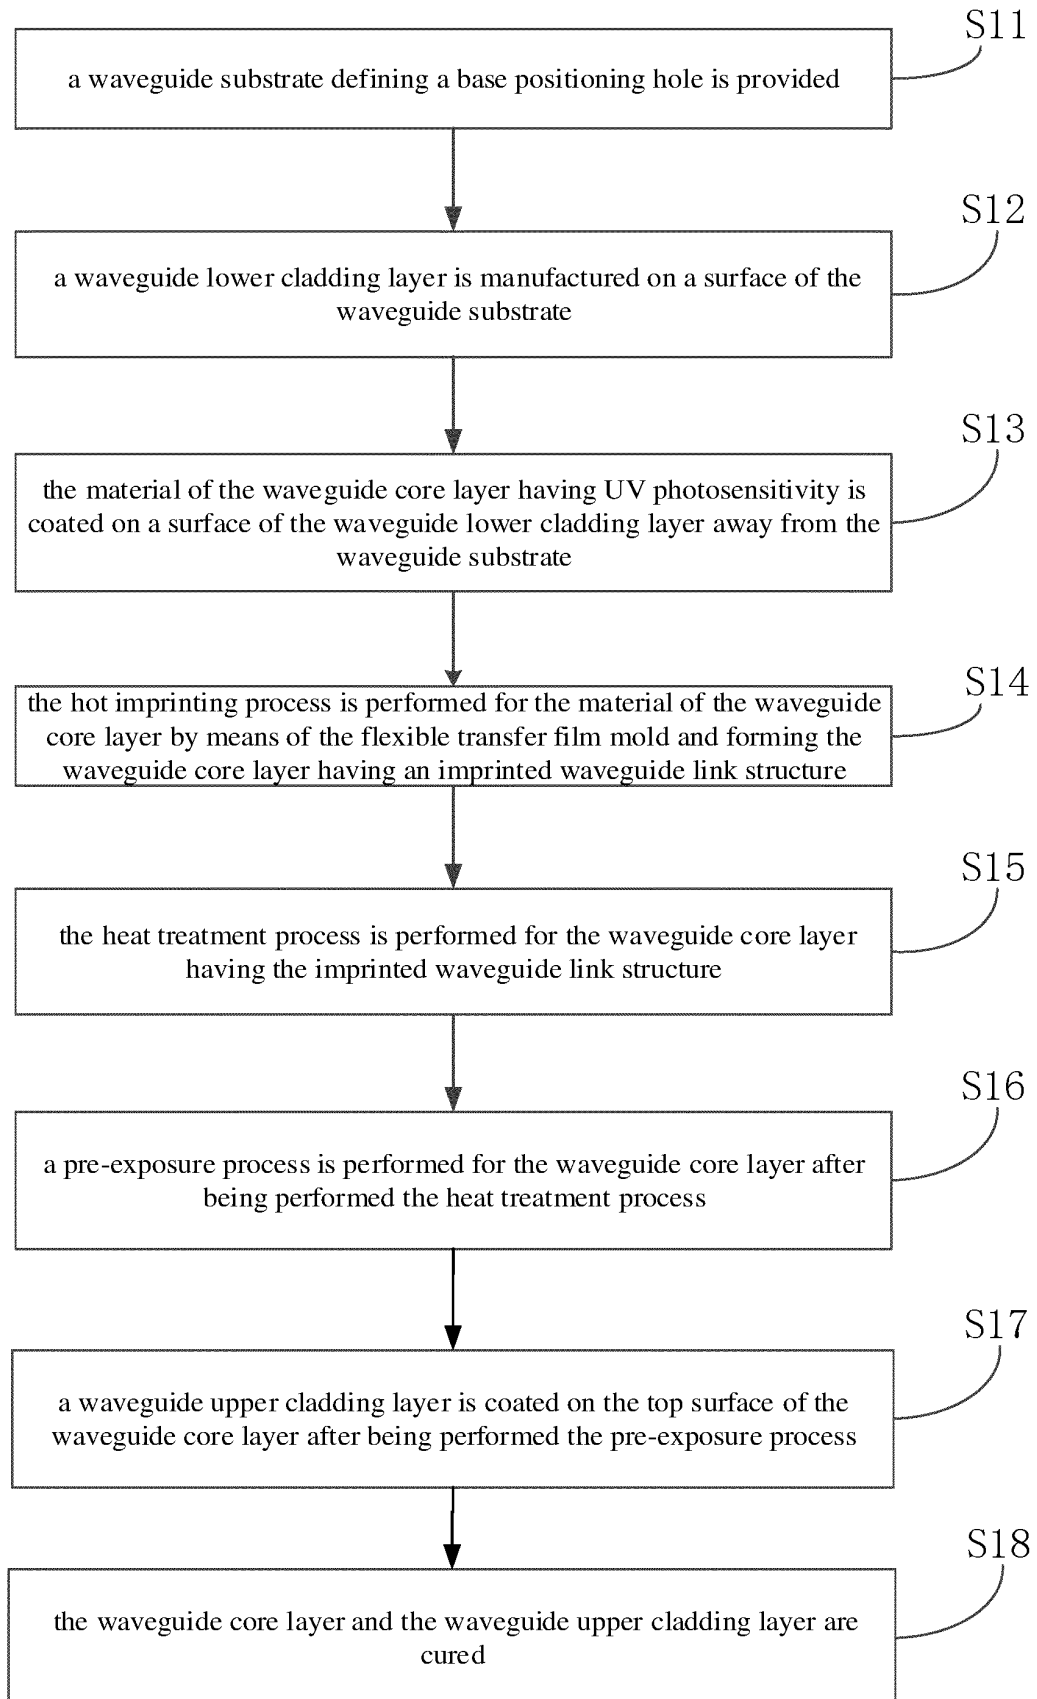 S11
a waveguide substrate defining a base positioning hole is provided
S12
a waveguide lower cladding layer is manufactured on a surface of the
waveguide substrate
S13
the material of the waveguide core layer having UV photosensitivity is
coated on a surface of the waveguide lower cladding layer away from the
waveguide substrate
S14
the hot imprinting process is performed for the material of the waveguide
core layer by means of the flexible transfer film mold and forming the
waveguide core layer having an imprinted waveguide link structure
S15
the heat treatment process is performed for the waveguide core layer
having the imprinted waveguide link structure
S16
a pre-exposure process is performed for the waveguide core layer after
being performed the heat treatment process
S17
a waveguide upper cladding layer is coated on the top surface of the
waveguide core layer after being performed the pre-exposure process
S18
the waveguide core layer and the waveguide upper cladding layer are
cured